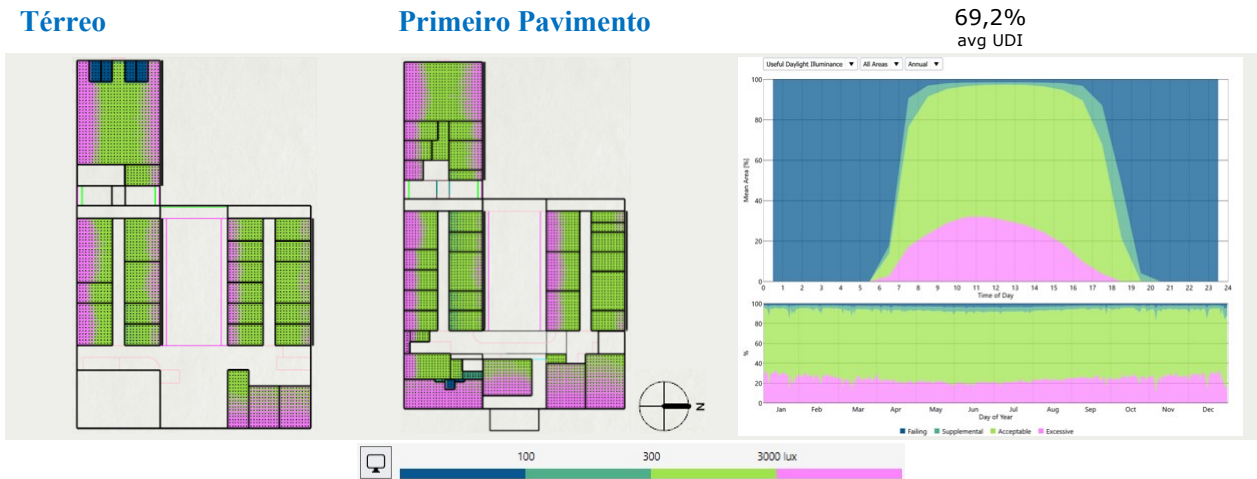 Térreo
Primeiro Pavimento
69,2%
avg UDI
Useful Daylight Illuminance ▼ All Areas ▼ Annual ▼
Mean Area [%]
100
80
60
40
20
0
0 1 2 3 4 5 6 7 8 9 10 11 12 13 14 15 16 17 18 19 20 21 22 23 24
Time of Day
%
100
80
60
40
20
0
Jan Feb Mar Apr May Jun Jul Aug Sep Oct Nov Dec
Day of Year
Failing Supplemental Acceptable Excessive
N
100 300 3000 lux